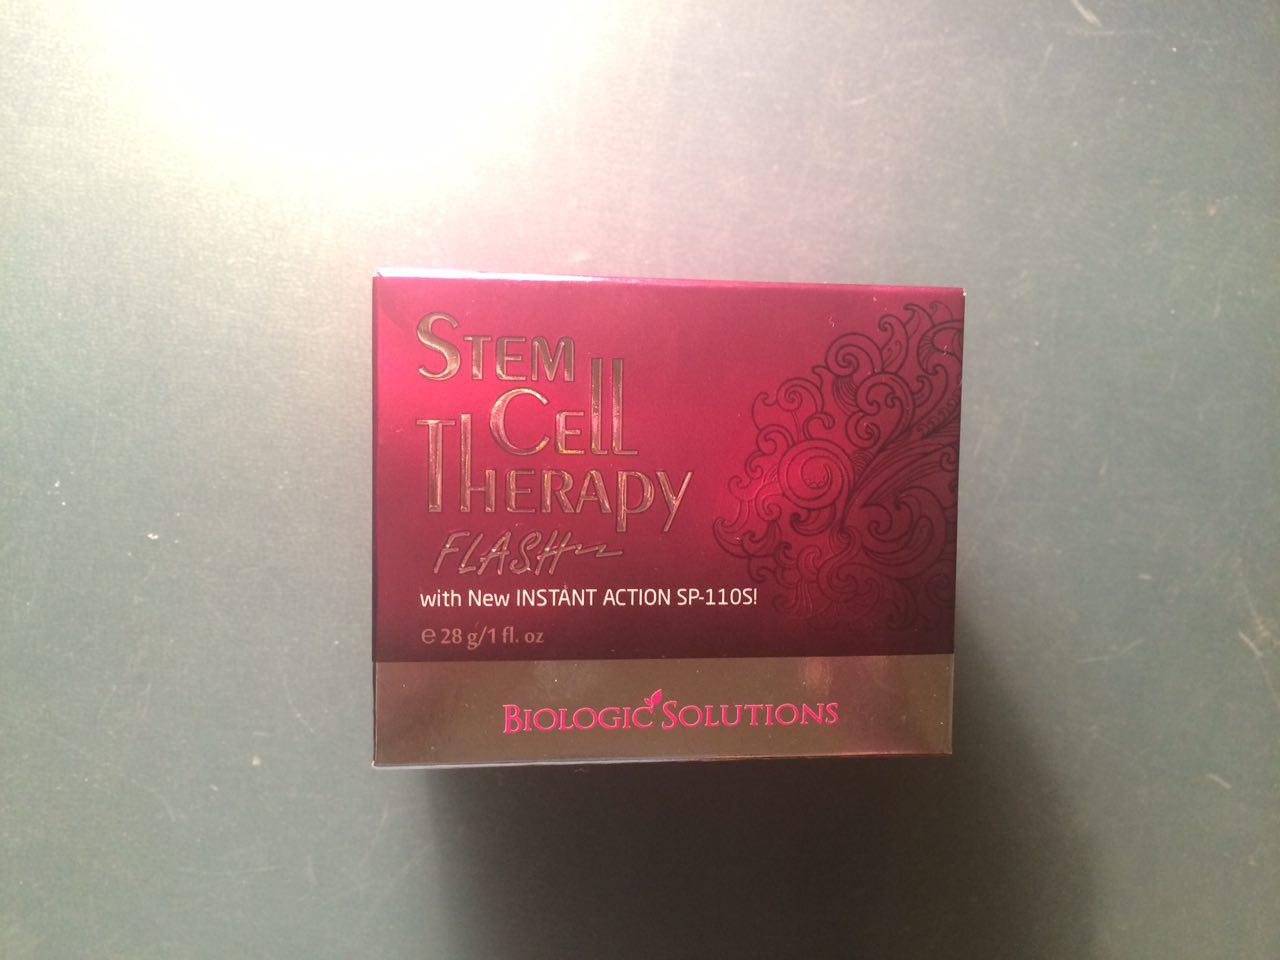 STEM
CELL
THERAPY
FLASH
with New INSTANT ACTION SP-110S!
℮ 28 g/1 fl. oz
BIOLOGIC SOLUTIONS